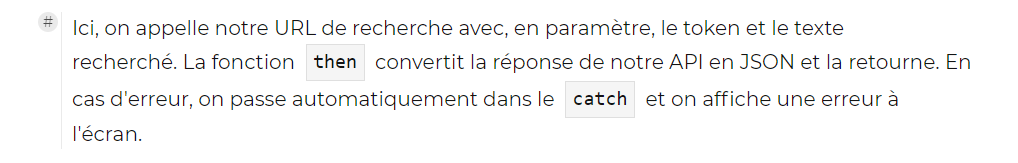 # Ici, on appelle notre URL de recherche avec, en paramètre, le token et le texte
recherché. La fonction then convertit la réponse de notre API en JSON et la retourne. En
cas d'erreur, on passe automatiquement dans le catch et on affiche une erreur à
l'écran.